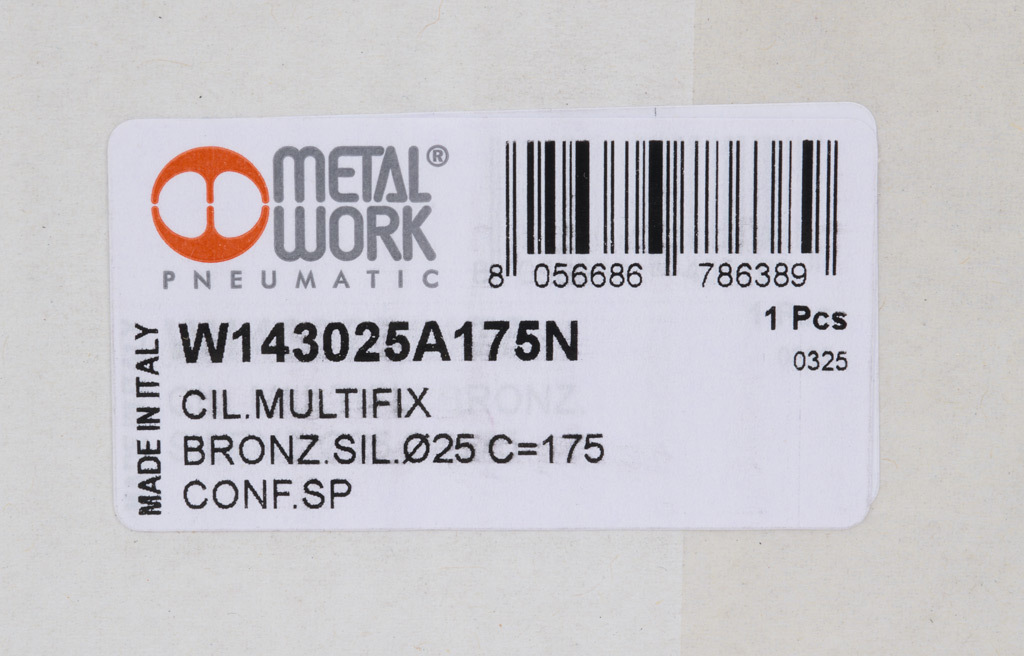 METAL®
WORK
PNEUMATIC
8 056686 786389
1 Pcs
0325
MADE IN ITALY
W143025A175N
CIL.MULTIFIX
BRONZ.SIL.Ø25 C=175
CONF.SP